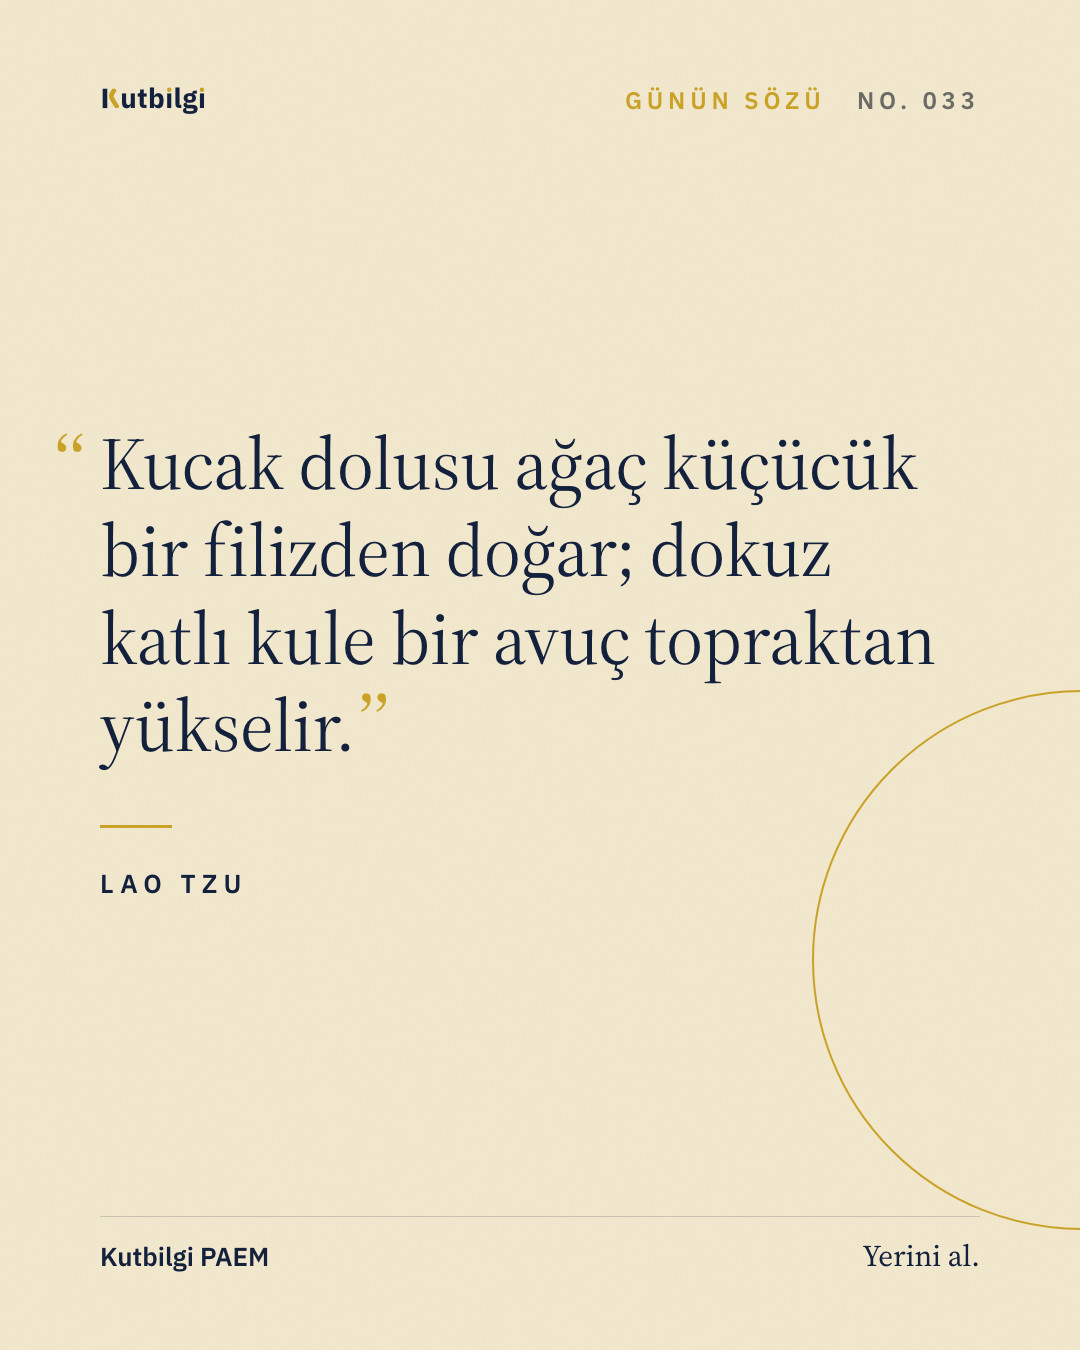 Kutbilgi
GÜNÜN SÖZÜ NO. 033
“Kucak dolusu ağaç küçücük
bir filizden doğar; dokuz
katlı kule bir avuç topraktan
yükselir.”
LAO TZU
Kutbilgi PAEM
Yerini al.